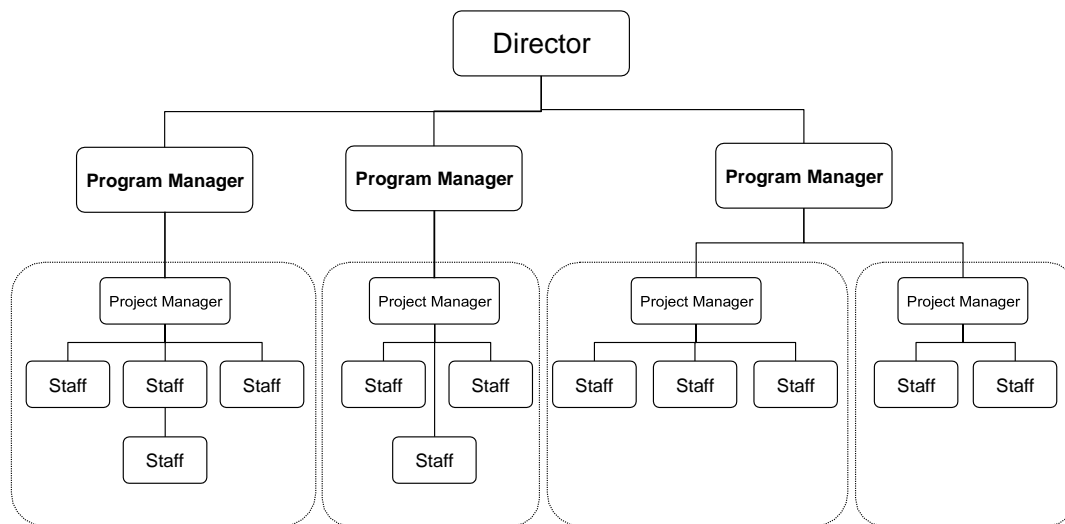 Director
Program Manager
Program Manager
Program Manager
Project Manager
Project Manager
Project Manager
Project Manager
Staff
Staff
Staff
Staff
Staff
Staff
Staff
Staff
Staff
Staff
Staff
Staff